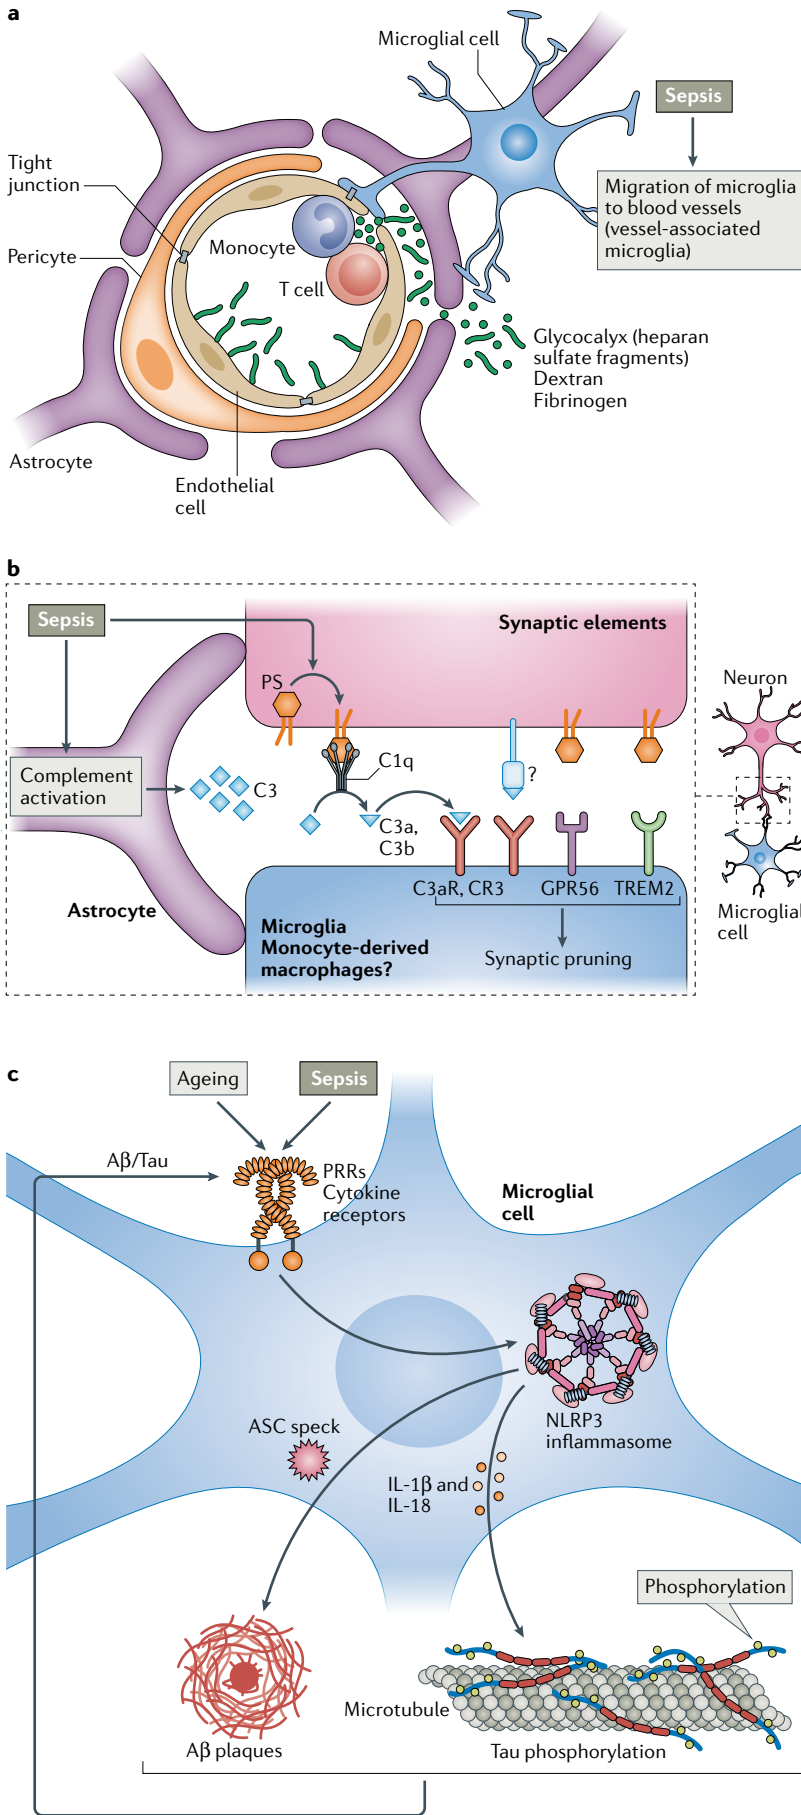 a
Microglial cell
Sepsis
Tight
junction
Migration of microglia
to blood vessels
(vessel-associated
microglia)
Monocyte
Pericyte
T cell
Glycocalyx (heparan
sulfate fragments)
Dextran
Fibrinogen
Astrocyte
Endothelial
cell
b
Sepsis
Synaptic elements
PS
Neuron
C1q
?
Complement
activation
C3
C3a,
C3b
C3aR, CR3
GPR56
TREM2
Astrocyte
Microglia
Monocyte-derived
macrophages?
Synaptic pruning
Microglial
cell
c
Ageing
Sepsis
Aβ/Tau
PRRs
Cytokine
receptors
Microglial
cell
NLRP3
inflammasome
ASC speck
IL-1β and
IL-18
Phosphorylation
Microtubule
Aβ plaques
Tau phosphorylation